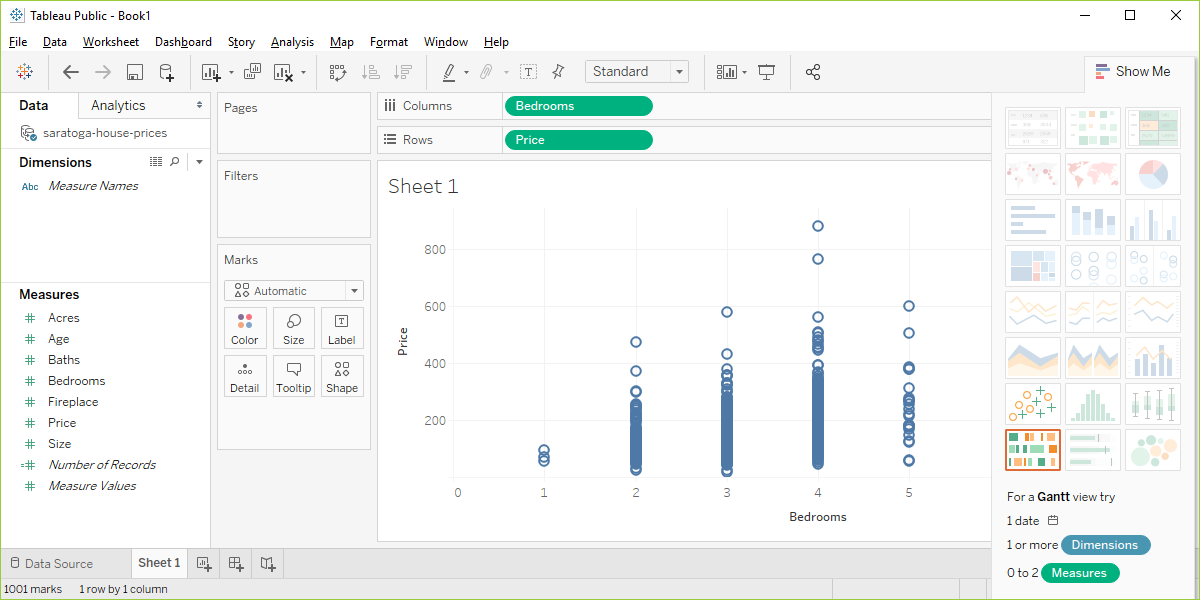 Tableau Public - Book1
File Data Worksheet Dashboard Story Analysis Map Format Window Help
Standard
Show Me
Data Analytics
saratoga-house-prices
Dimensions
Abc Measure Names
Measures
Acres
Age
Baths
Bedrooms
Fireplace
Price
Size
Number of Records
Measure Values
Pages
Filters
Marks
Automatic
Color Size Label
Detail Tooltip Shape
Columns Bedrooms
Rows Price
Sheet 1
800
600
400
200
Price
0 1 2 3 4 5
Bedrooms
For a Gantt view try
1 date
1 or more Dimensions
0 to 2 Measures
Data Source Sheet 1
1001 marks 1 row by 1 column